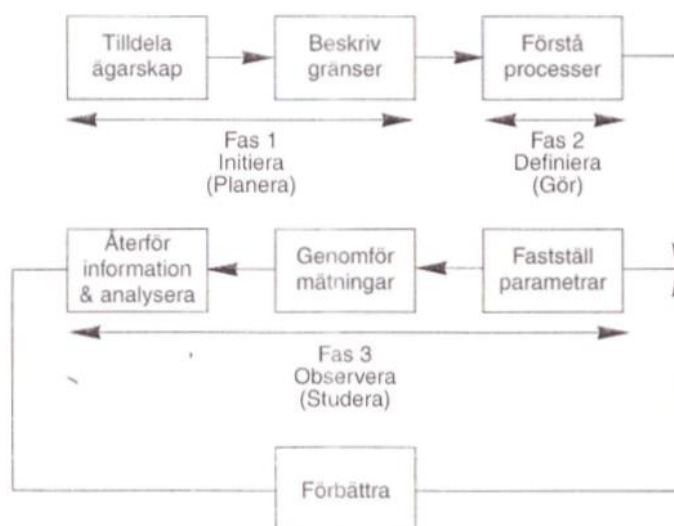 Tilldela
ägarskap
Beskriv
gränser
Förstå
processer
Fas 1
Initiera
(Planera)
Fas 2
Definiera
(Gör)
Återför
information
& analysera
Genomför
mätningar
Fastställ
parametrar
Fas 3
Observera
(Studera)
Förbättra